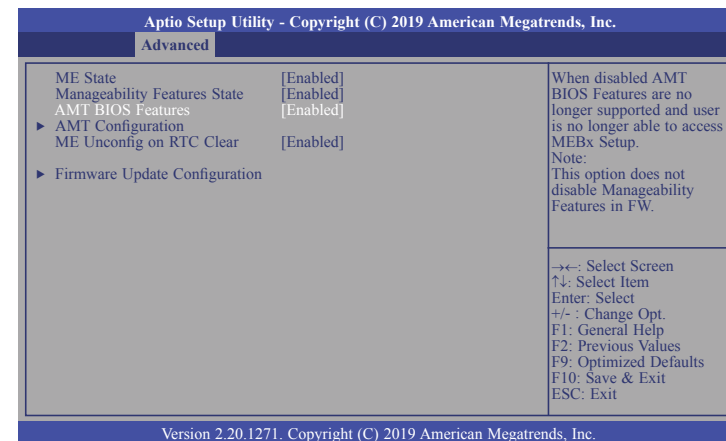 Aptio Setup Utility - Copyright (C) 2019 American Megatrends, Inc.
Advanced
ME State [Enabled]
Manageability Features State [Enabled]
AMT BIOS Features [Enabled]
► AMT Configuration
ME Unconfig on RTC Clear [Enabled]
► Firmware Update Configuration
When disabled AMT
BIOS Features are no
longer supported and user
is no longer able to access
MEBx Setup.
Note:
This option does not
disable Manageability
Features in FW.
→←: Select Screen
↑↓: Select Item
Enter: Select
+/- : Change Opt.
F1: General Help
F2: Previous Values
F9: Optimized Defaults
F10: Save & Exit
ESC: Exit
Version 2.20.1271. Copyright (C) 2019 American Megatrends, Inc.